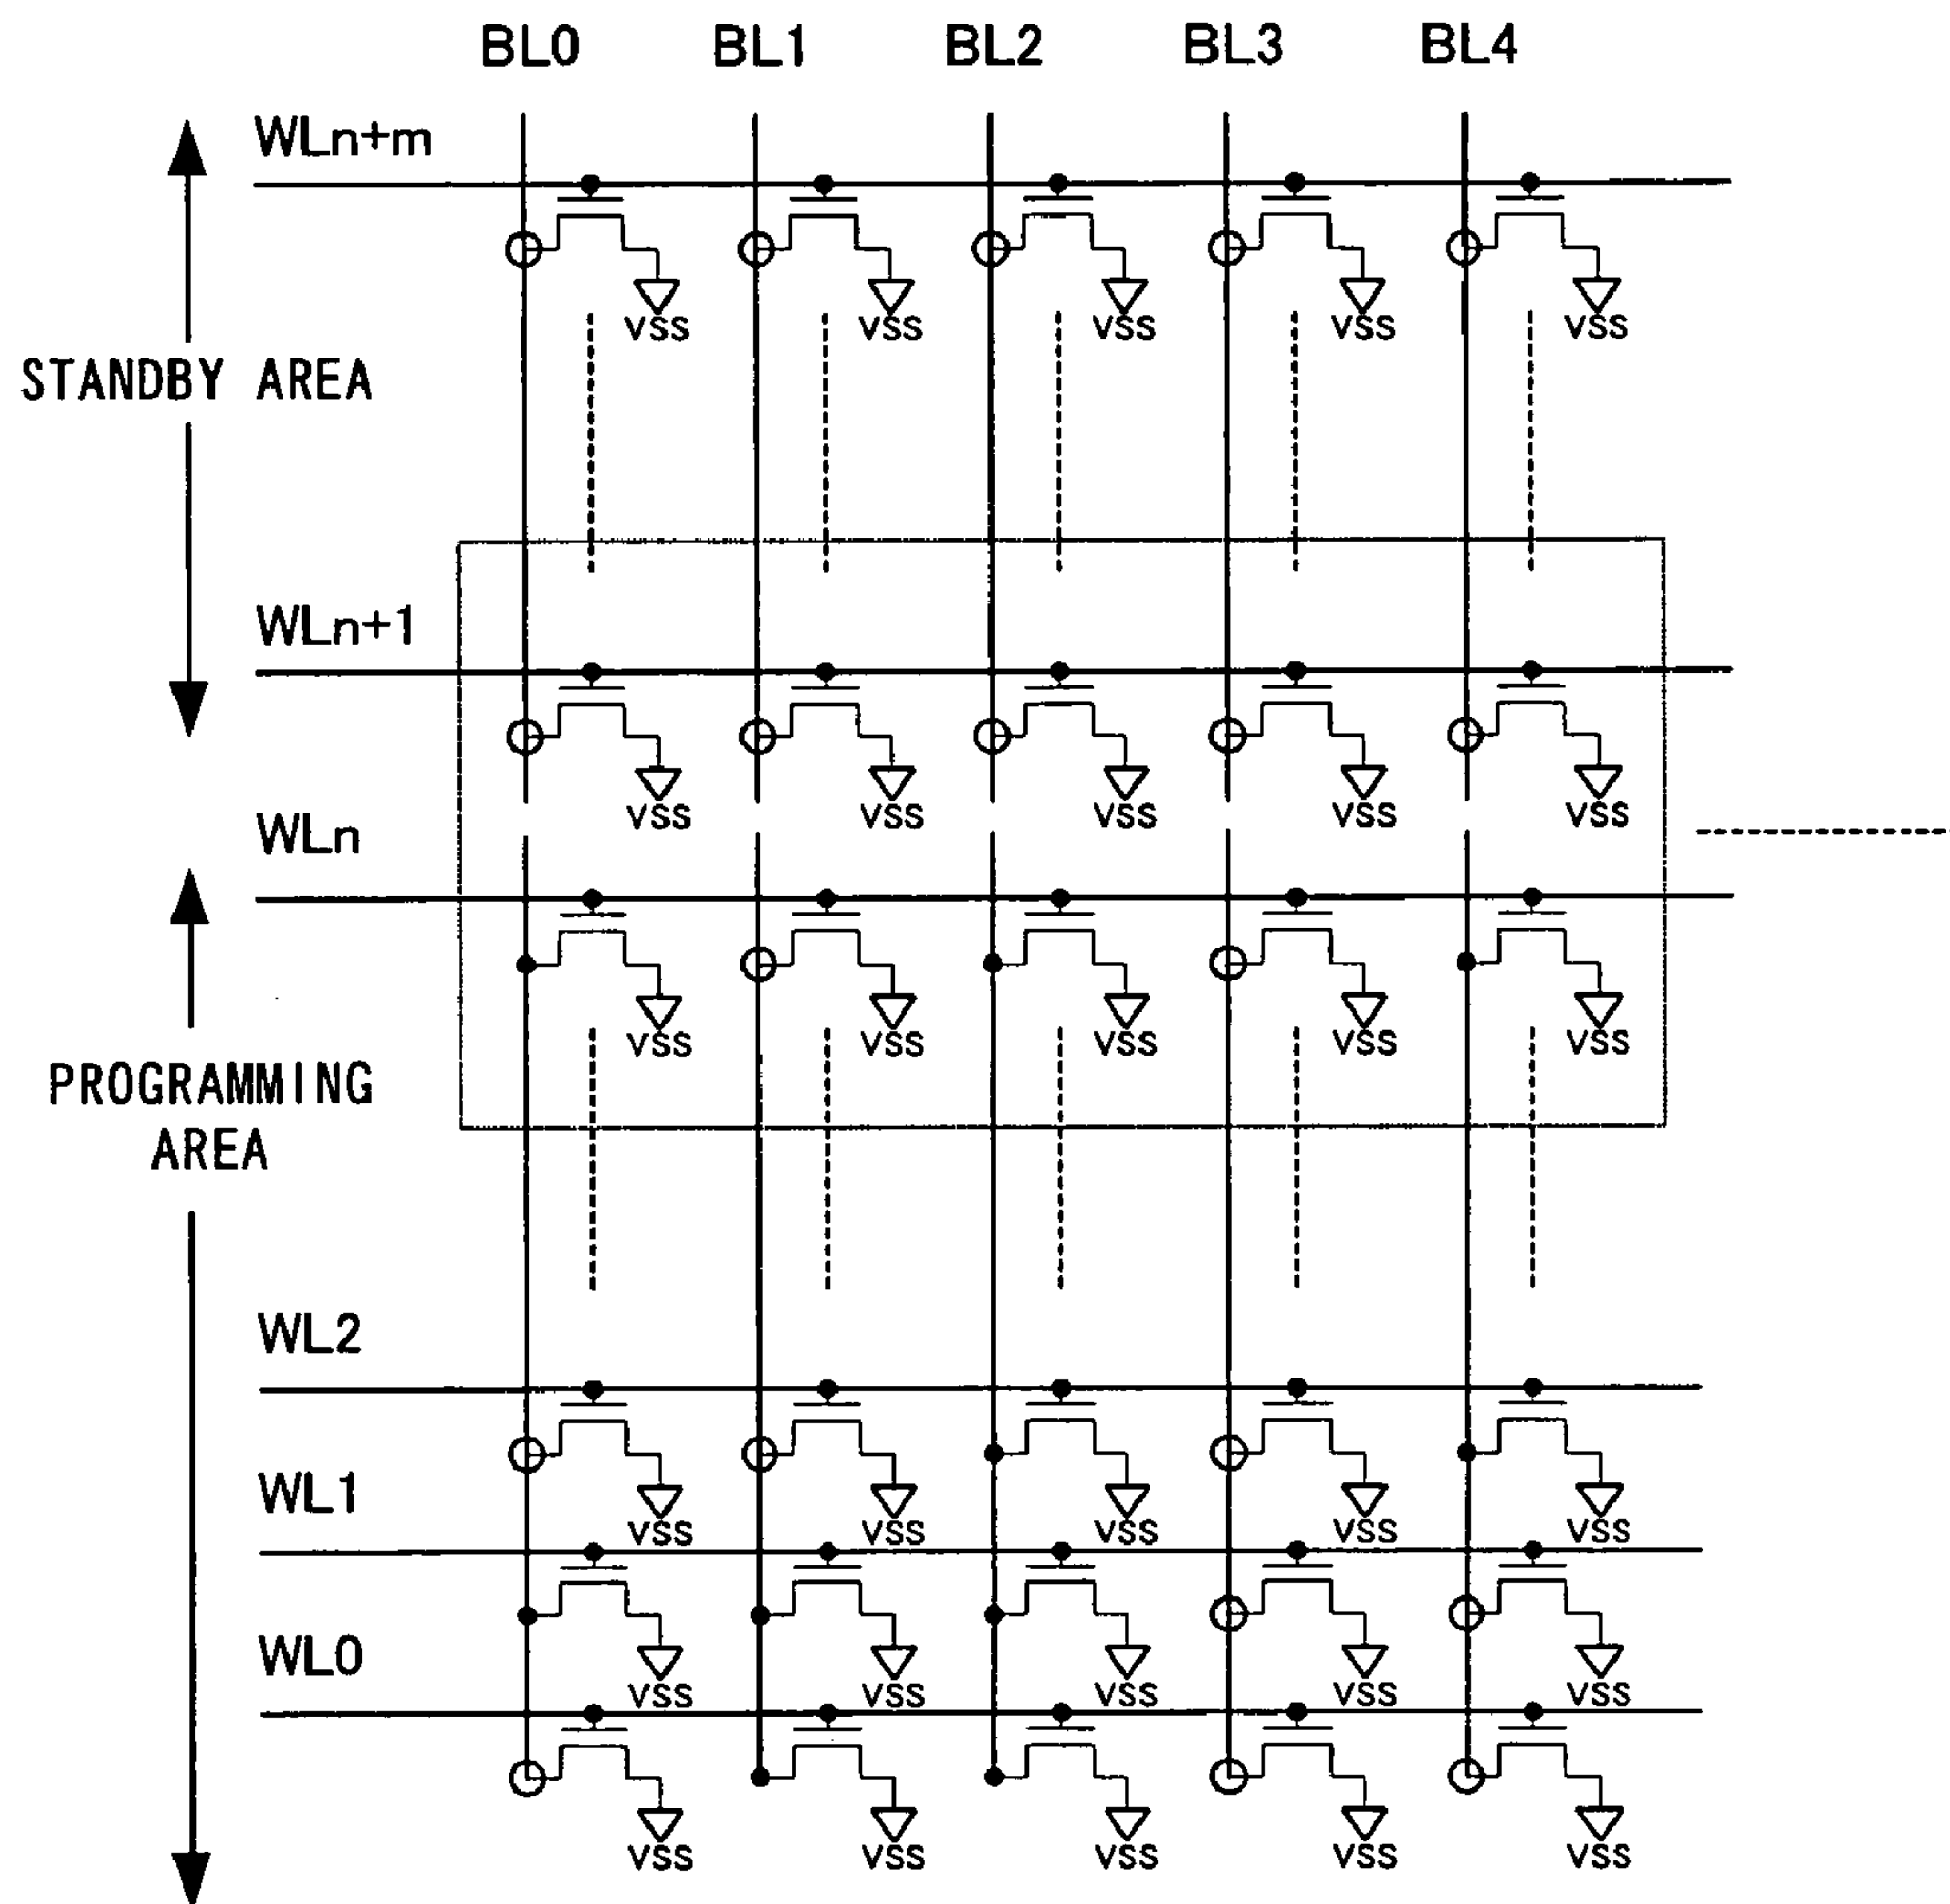 BL0 BL1 BL2 BL3 BL4
WLn+m
VSS VSS VSS VSS VSS
STANDBY AREA
WLn+1
VSS VSS VSS VSS VSS
WLn
VSS VSS VSS VSS VSS
PROGRAMMING
AREA
WL2
VSS VSS VSS VSS VSS
WL1
VSS VSS VSS VSS VSS
WL0
VSS VSS VSS VSS VSS